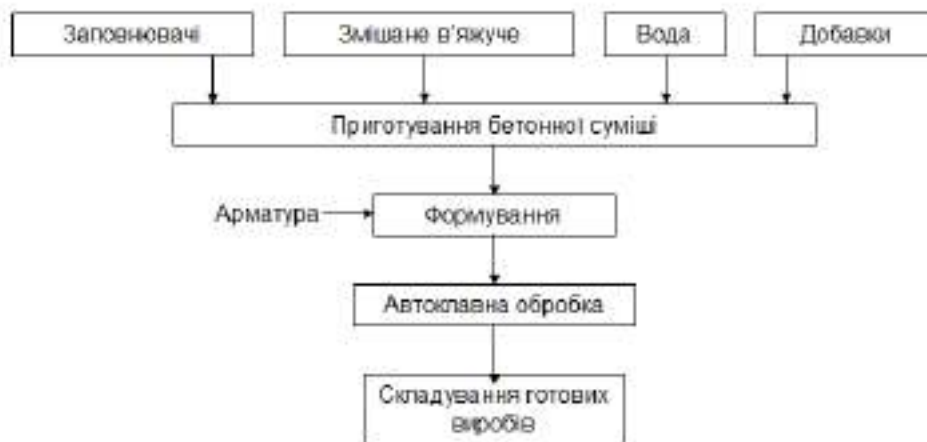 Заповнювачі
Змішане в'яжуче
Вода
Добавки
Приготування бетонної суміші
Арматура
Формування
Автоклавна обробка
Складування готових
виробів